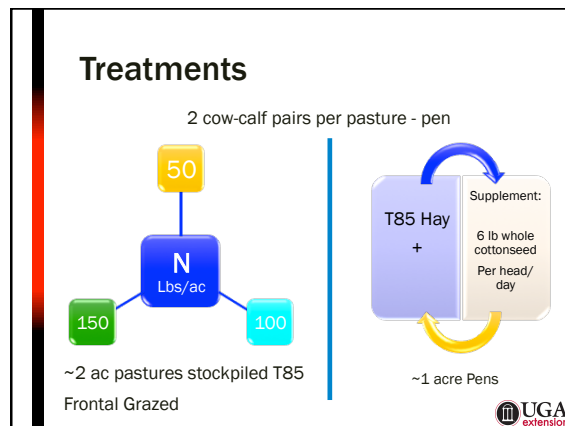 Treatments
2 cow-calf pairs per pasture - pen
50
N
Lbs/ac
150
100
~2 ac pastures stockpiled T85
Frontal Grazed
T85 Hay
+
Supplement:
6 lb whole
cottonseed
Per head/
day
~1 acre Pens
UGA
extension